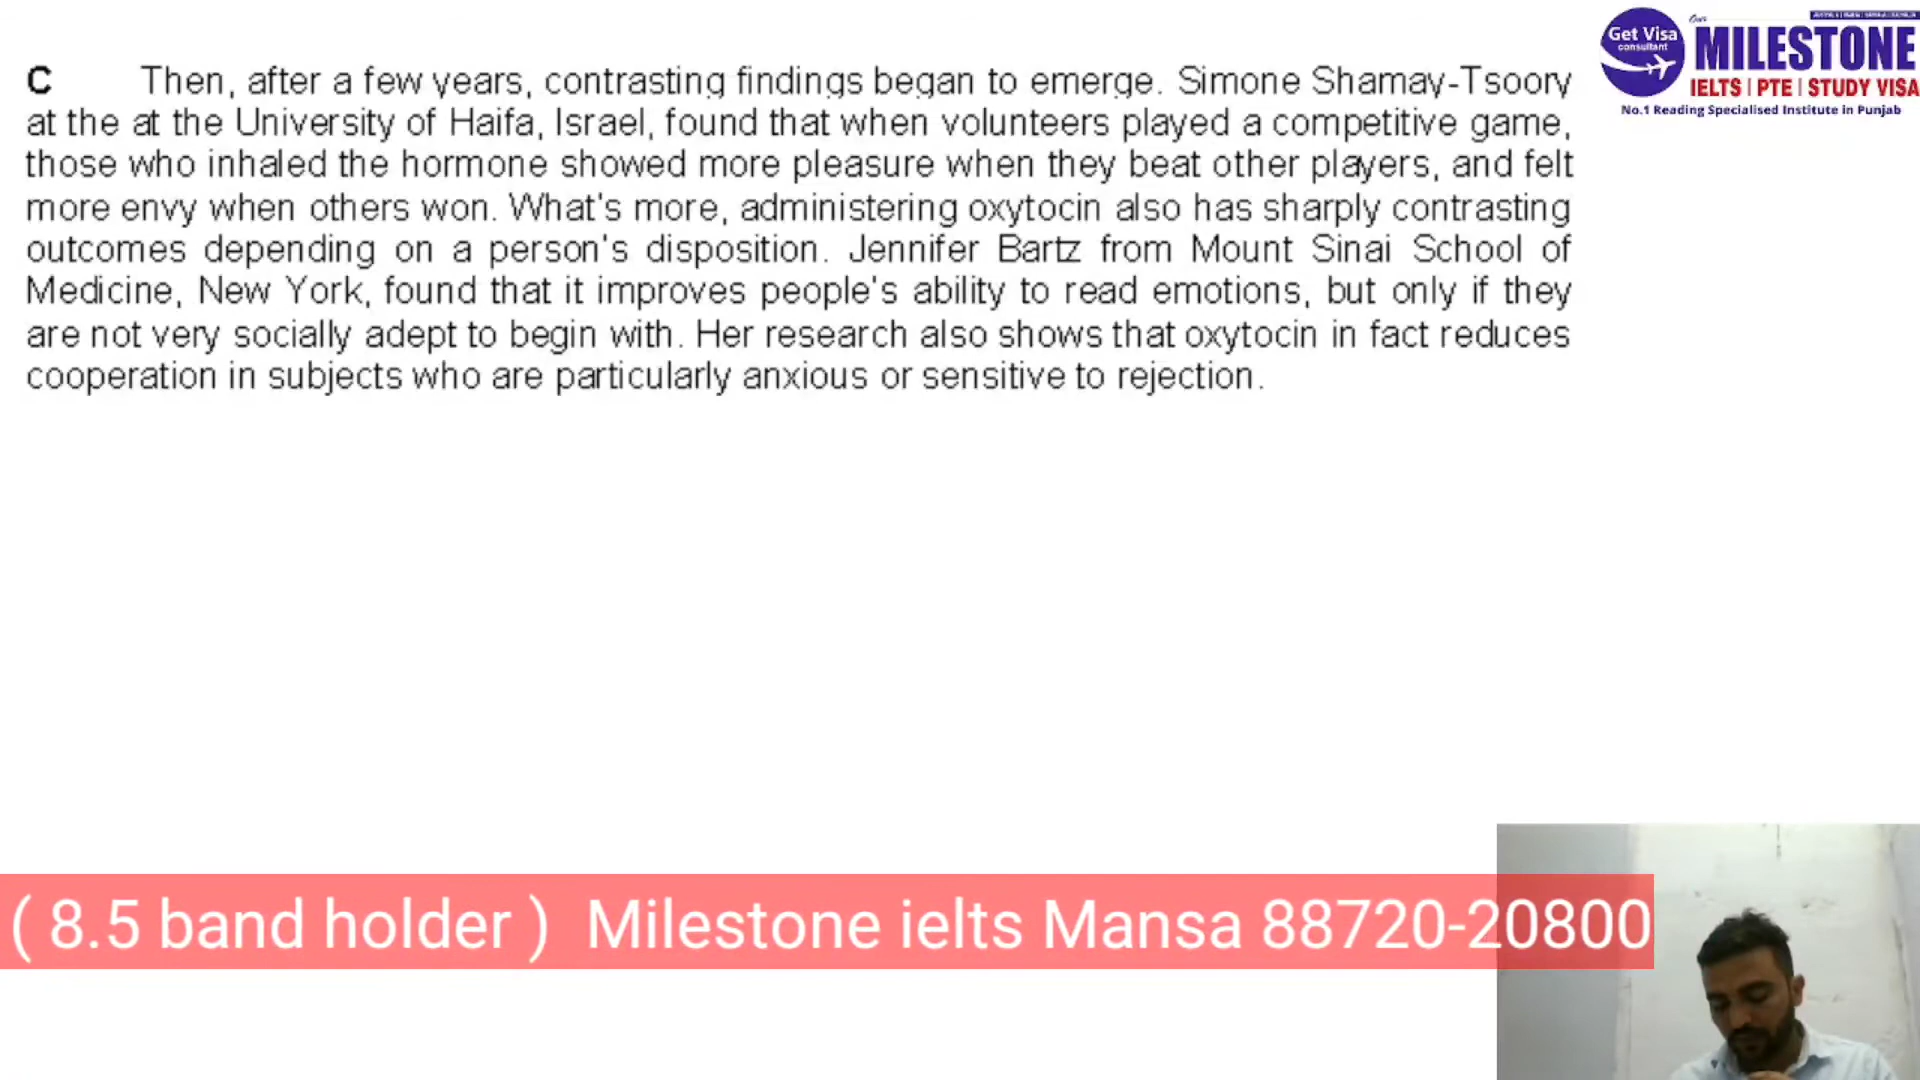 Get Visa
consultant
Our
MILESTONE
IELTS | PTE | STUDY VISA
No.1 Reading Specialised Institute in Punjab
C Then, after a few years, contrasting findings began to emerge. Simone Shamay-Tsoory
at the at the University of Haifa, Israel, found that when volunteers played a competitive game,
those who inhaled the hormone showed more pleasure when they beat other players, and felt
more envy when others won. What's more, administering oxytocin also has sharply contrasting
outcomes depending on a person's disposition. Jennifer Bartz from Mount Sinai School of
Medicine, New York, found that it improves people's ability to read emotions, but only if they
are not very socially adept to begin with. Her research also shows that oxytocin in fact reduces
cooperation in subjects who are particularly anxious or sensitive to rejection.
( 8.5 band holder ) Milestone ielts Mansa 88720-20800